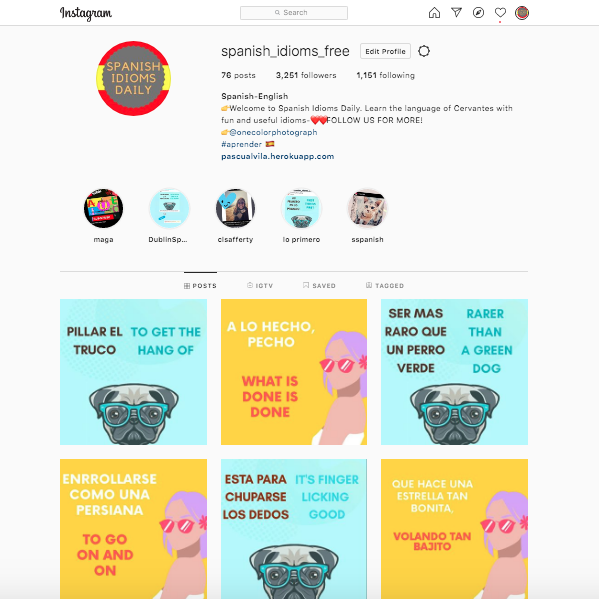 Instagram
Search
spanish_idioms_free
Edit Profile
SPANISH
IDIOMS
DAILY
76 posts 3,251 followers 1,151 following
Spanish-English
👉Welcome to Spanish Idioms Daily. Learn the language of Cervantes with
fun and useful idioms-❤️❤️FOLLOW US FOR MORE!
👉@onecolorphotograph
#aprender 🇪🇸
pascualvila.herokuapp.com
maga
DublinSp...
clsafferty
lo primero
sspanish
POSTS
IGTV
SAVED
TAGGED
PILLAR EL
TRUCO
TO GET THE
HANG OF
A LO HECHO,
PECHO
WHAT IS
DONE IS
DONE
SER MAS
RARO QUE
UN PERRO
VERDE
RARER
THAN
A GREEN
DOG
ENRROLLARSE
COMO UNA
PERSIANA
TO GO
ON AND
ON
ESTA PARA
CHUPARSE
LOS DEDOS
IT'S FINGER
LICKING
GOOD
QUE HACE UNA
ESTRELLA TAN
BONITA,
VOLANDO TAN
BAJITO